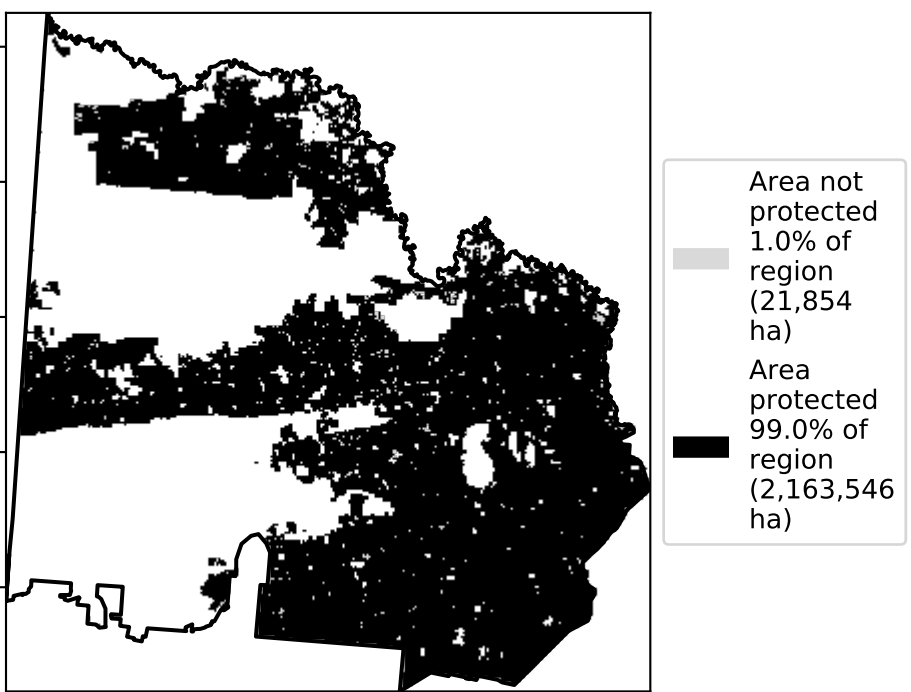 Area not
protected
1.0% of
region
(21,854
ha)
Area
protected
99.0% of
region
(2,163,546
ha)